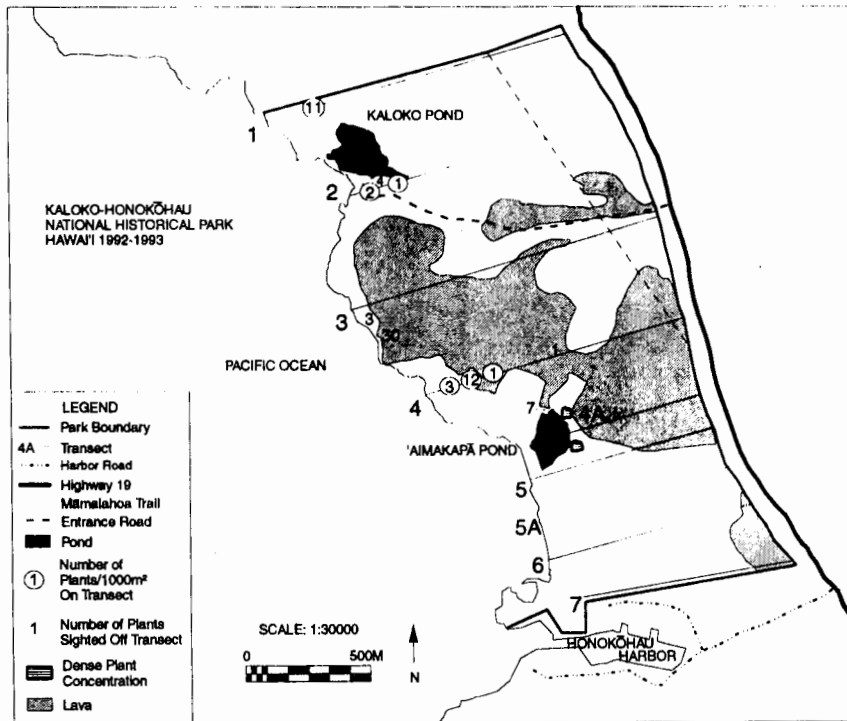 11
KALOKO POND
1
4
2
1
2
KALOKO-HONOKŌHAU
NATIONAL HISTORICAL PARK
HAWAI'I 1992-1993
3
3
30
PACIFIC OCEAN
1
3
12
1
4
7
4A
'AIMAKAPĀ POND
5
5A
6
7
HONOKŌHAU
HARBOR
LEGEND
Park Boundary
4A Transect
Harbor Road
Highway 19
Māmalahoa Trail
Entrance Road
Pond
1 Number of
Plants/1000m²
On Transect
1 Number of Plants
Sighted Off Transect
Dense Plant
Concentration
Lava
SCALE: 1:30000
0 500M
N